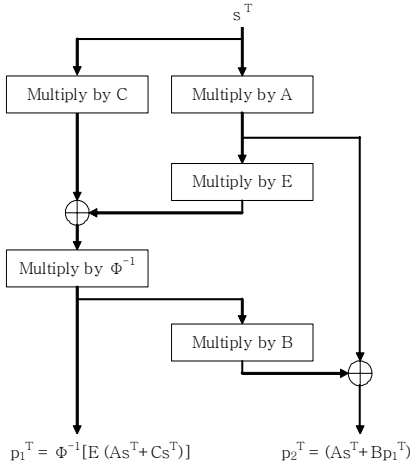 s^T
Multiply by C
Multiply by A
Multiply by E
Multiply by Φ^-1
Multiply by B
p₁^T = Φ^-1[E (As^T+Cs^T)]
p₂^T = (As^T+Bp₁^T)